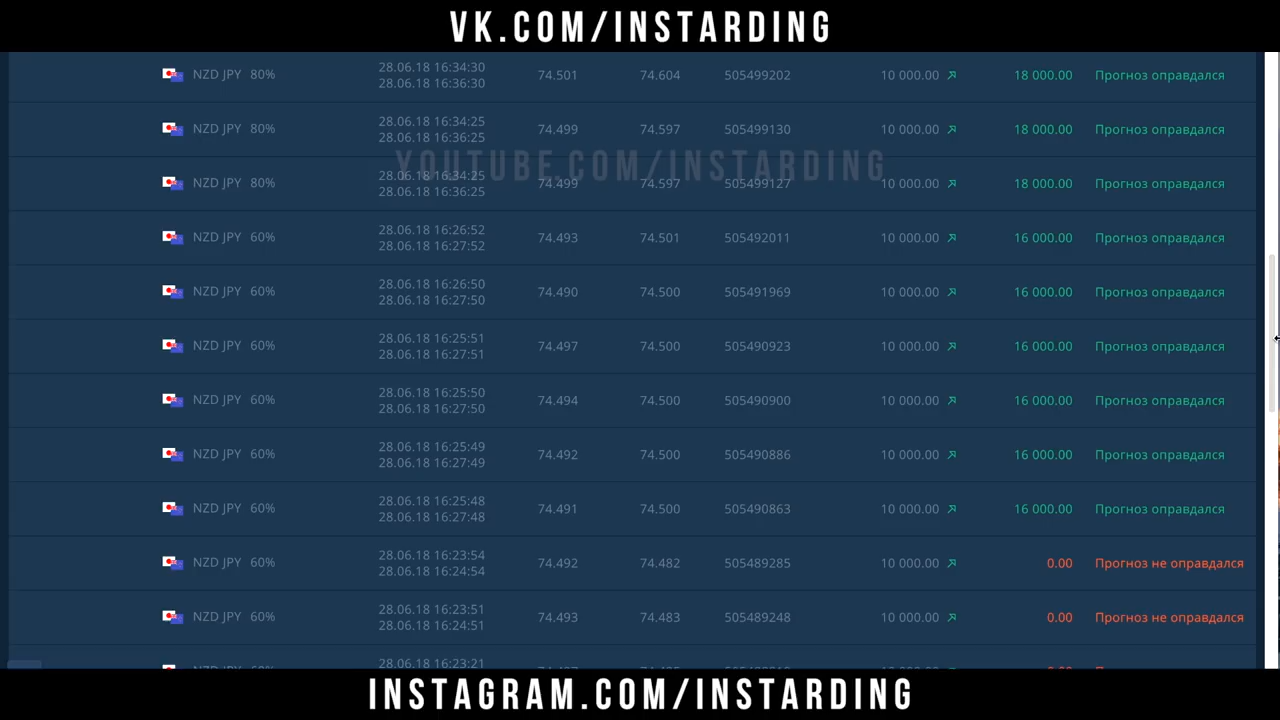 VK.COM/INSTARDING
NZD JPY 80% 28.06.18 16:34:30 74.501 74.604 505499202 10 000.00 18 000.00 Прогноз оправдался
28.06.18 16:36:30
NZD JPY 80% 28.06.18 16:34:25 74.499 74.597 505499130 10 000.00 18 000.00 Прогноз оправдался
28.06.18 16:36:25
YOUTUBE.COM/INSTARDING
NZD JPY 80% 28.06.18 16:34:25 74.499 74.597 505499127 10 000.00 18 000.00 Прогноз оправдался
28.06.18 16:36:25
NZD JPY 60% 28.06.18 16:26:52 74.493 74.501 505492011 10 000.00 16 000.00 Прогноз оправдался
28.06.18 16:27:52
NZD JPY 60% 28.06.18 16:26:50 74.490 74.500 505491969 10 000.00 16 000.00 Прогноз оправдался
28.06.18 16:27:50
NZD JPY 60% 28.06.18 16:25:51 74.497 74.500 505490923 10 000.00 16 000.00 Прогноз оправдался
28.06.18 16:27:51
NZD JPY 60% 28.06.18 16:25:50 74.494 74.500 505490900 10 000.00 16 000.00 Прогноз оправдался
28.06.18 16:27:50
NZD JPY 60% 28.06.18 16:25:49 74.492 74.500 505490886 10 000.00 16 000.00 Прогноз оправдался
28.06.18 16:27:49
NZD JPY 60% 28.06.18 16:25:48 74.491 74.500 505490863 10 000.00 16 000.00 Прогноз оправдался
28.06.18 16:27:48
NZD JPY 60% 28.06.18 16:23:54 74.492 74.482 505489285 10 000.00 0.00 Прогноз не оправдался
28.06.18 16:24:54
NZD JPY 60% 28.06.18 16:23:51 74.493 74.483 505489248 10 000.00 0.00 Прогноз не оправдался
28.06.18 16:24:51
28.06.18 16:23:21
INSTAGRAM.COM/INSTARDING